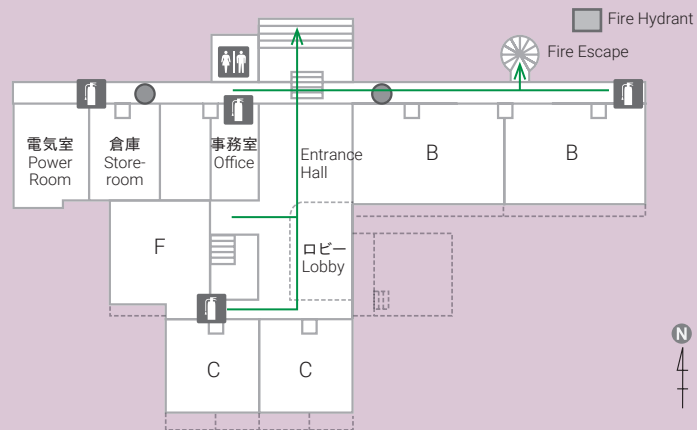 Fire Hydrant
Fire Escape
電気室
Power
Room
倉庫
Store-
room
事務室
Office
Entrance
Hall
B
B
F
ロビー
Lobby
C
C
N